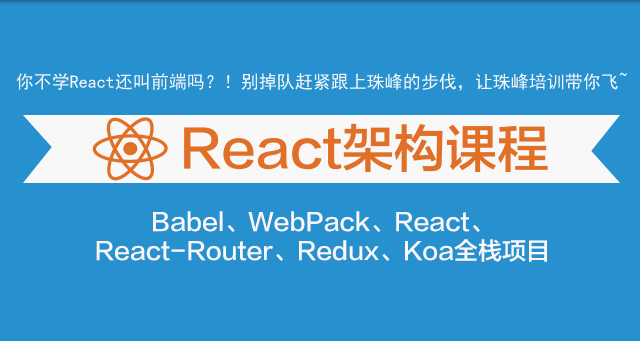 你不学React还叫前端吗？！别掉队赶紧跟上珠峰的步伐，让珠峰培训带你飞~
React架构课程
Babel、WebPack、React、
React-Router、Redux、Koa全栈项目